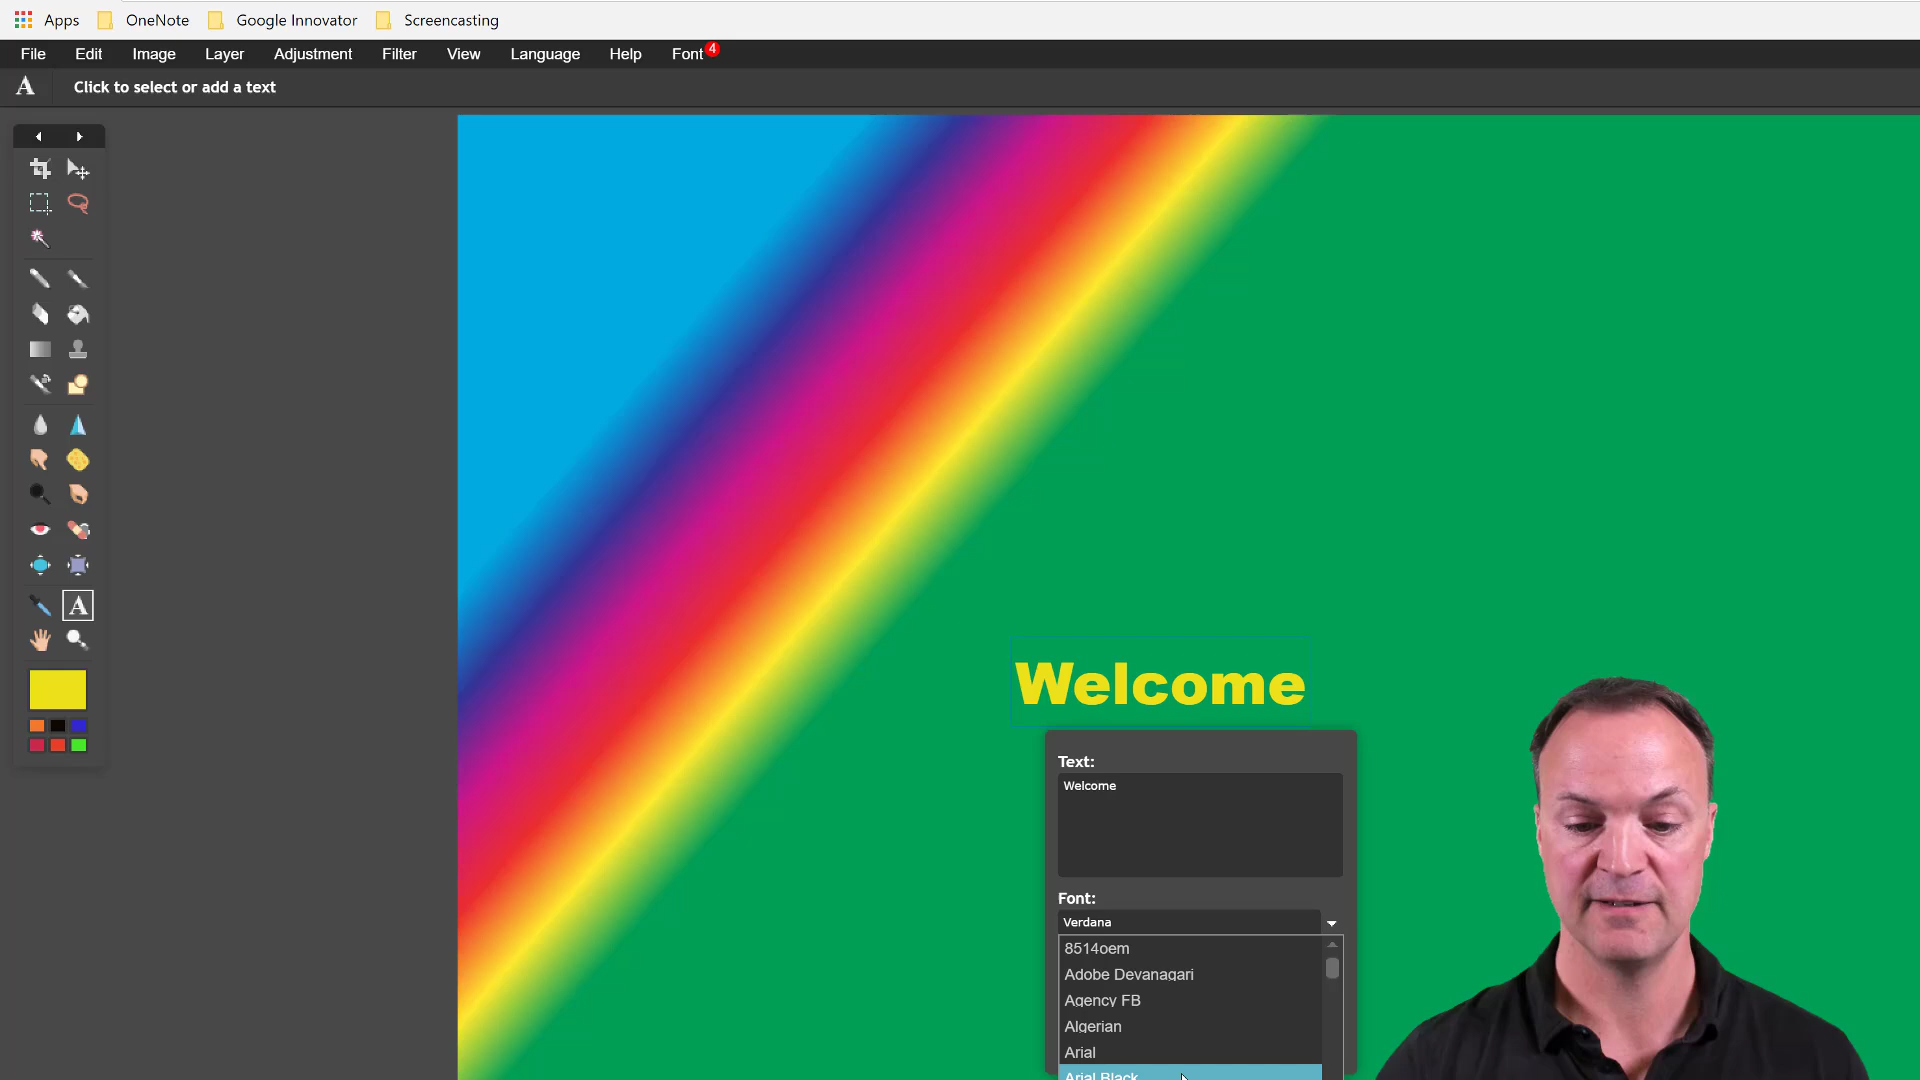 Apps OneNote Google Innovator Screencasting
File Edit Image Layer Adjustment Filter View Language Help Font 4
A Click to select or add a text
A
Welcome
Text:
Welcome
Font:
Verdana
8514oem
Adobe Devanagari
Agency FB
Algerian
Arial
Arial Black